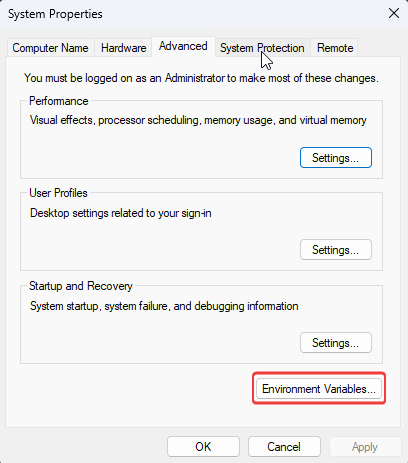 System Properties
Computer Name Hardware Advanced System Protection Remote
You must be logged on as an Administrator to make most of these changes.
Performance
Visual effects, processor scheduling, memory usage, and virtual memory
Settings...
User Profiles
Desktop settings related to your sign-in
Settings...
Startup and Recovery
System startup, system failure, and debugging information
Settings...
Environment Variables...
OK Cancel Apply